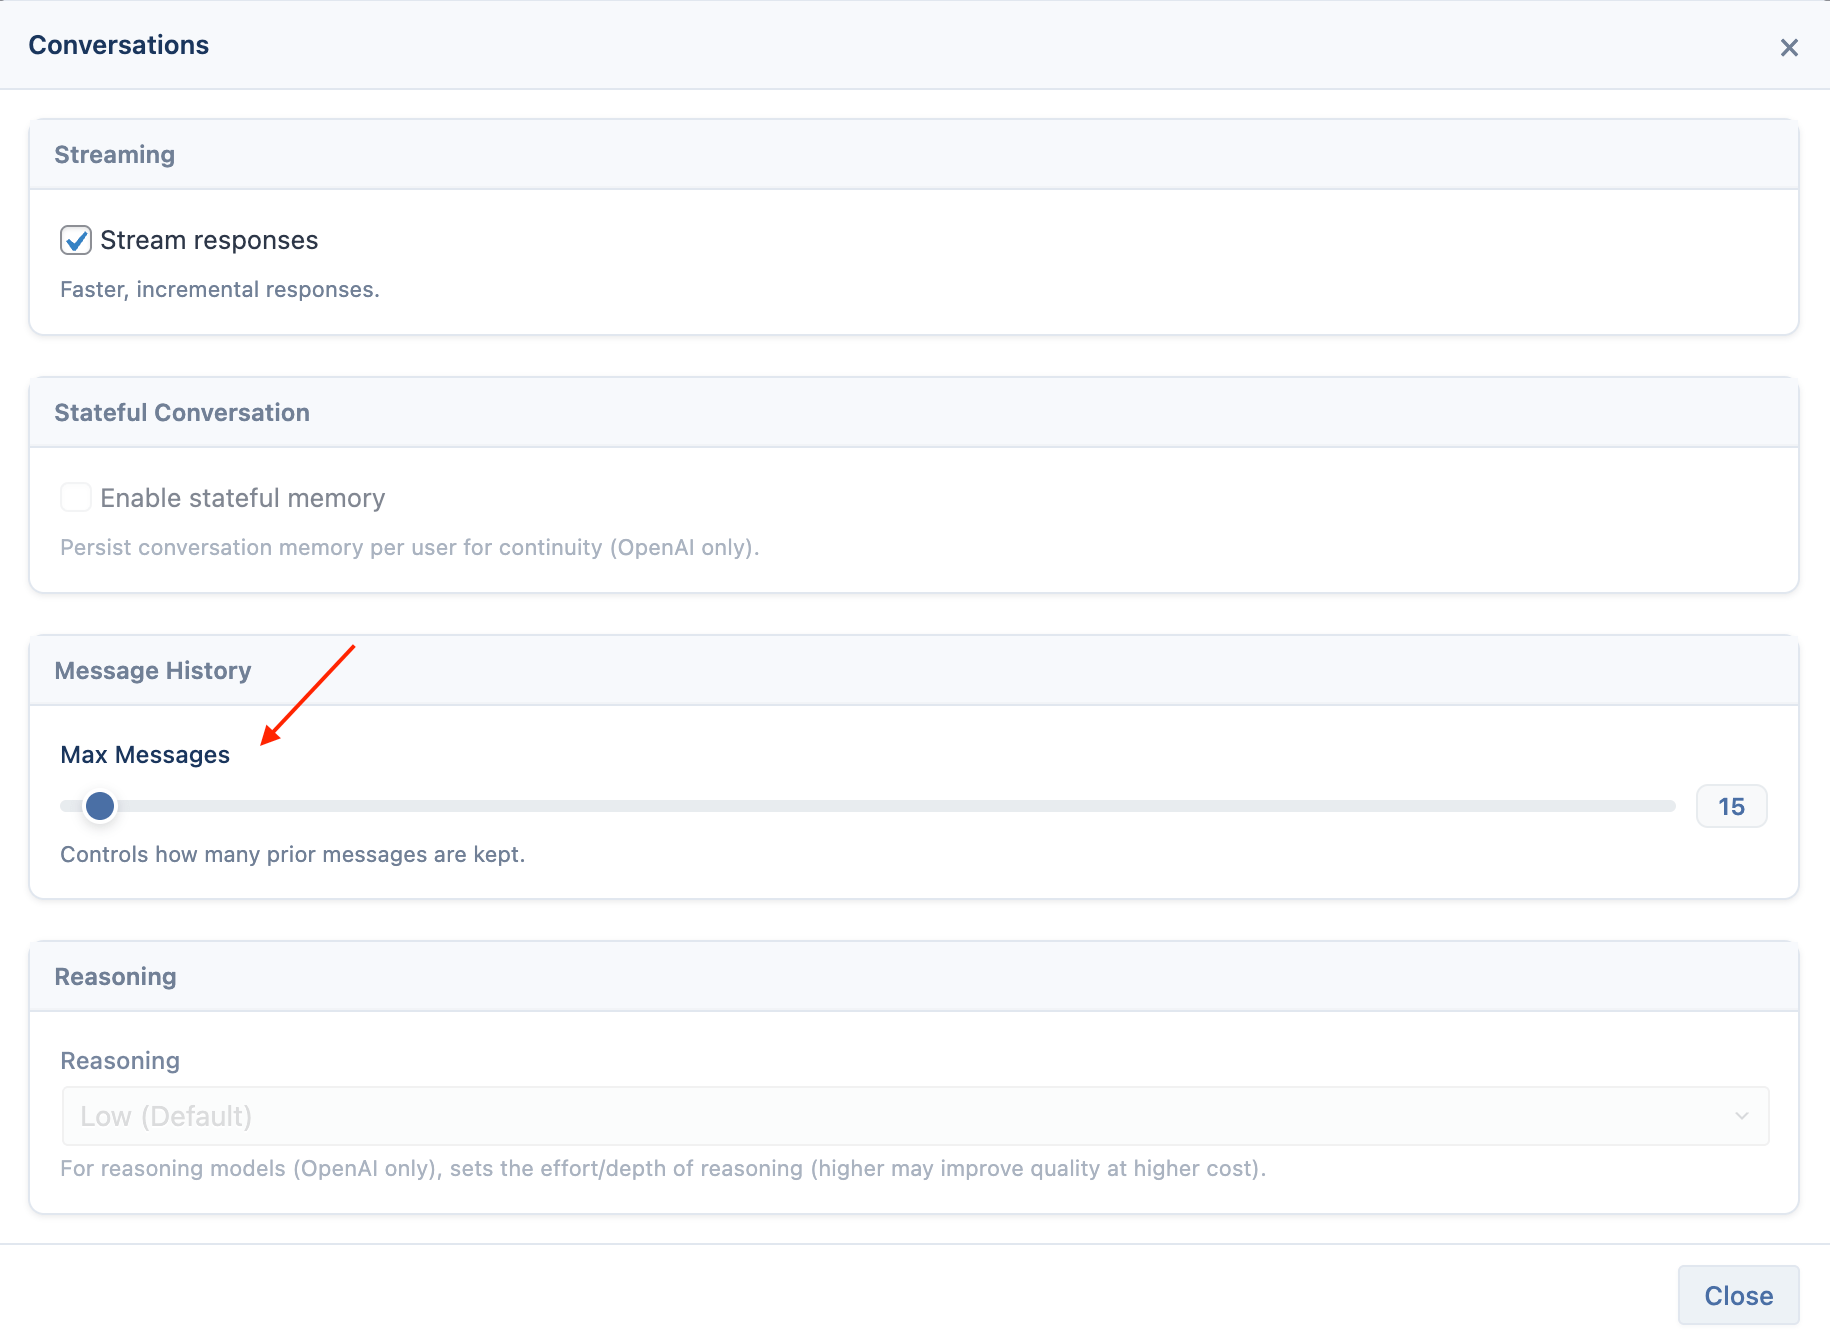 Conversations
Streaming
Stream responses
Faster, incremental responses.
Stateful Conversation
Enable stateful memory
Persist conversation memory per user for continuity (OpenAI only).
Message History
Max Messages
15
Controls how many prior messages are kept.
Reasoning
Reasoning
Low (Default)
For reasoning models (OpenAI only), sets the effort/depth of reasoning (higher may improve quality at higher cost).
Close